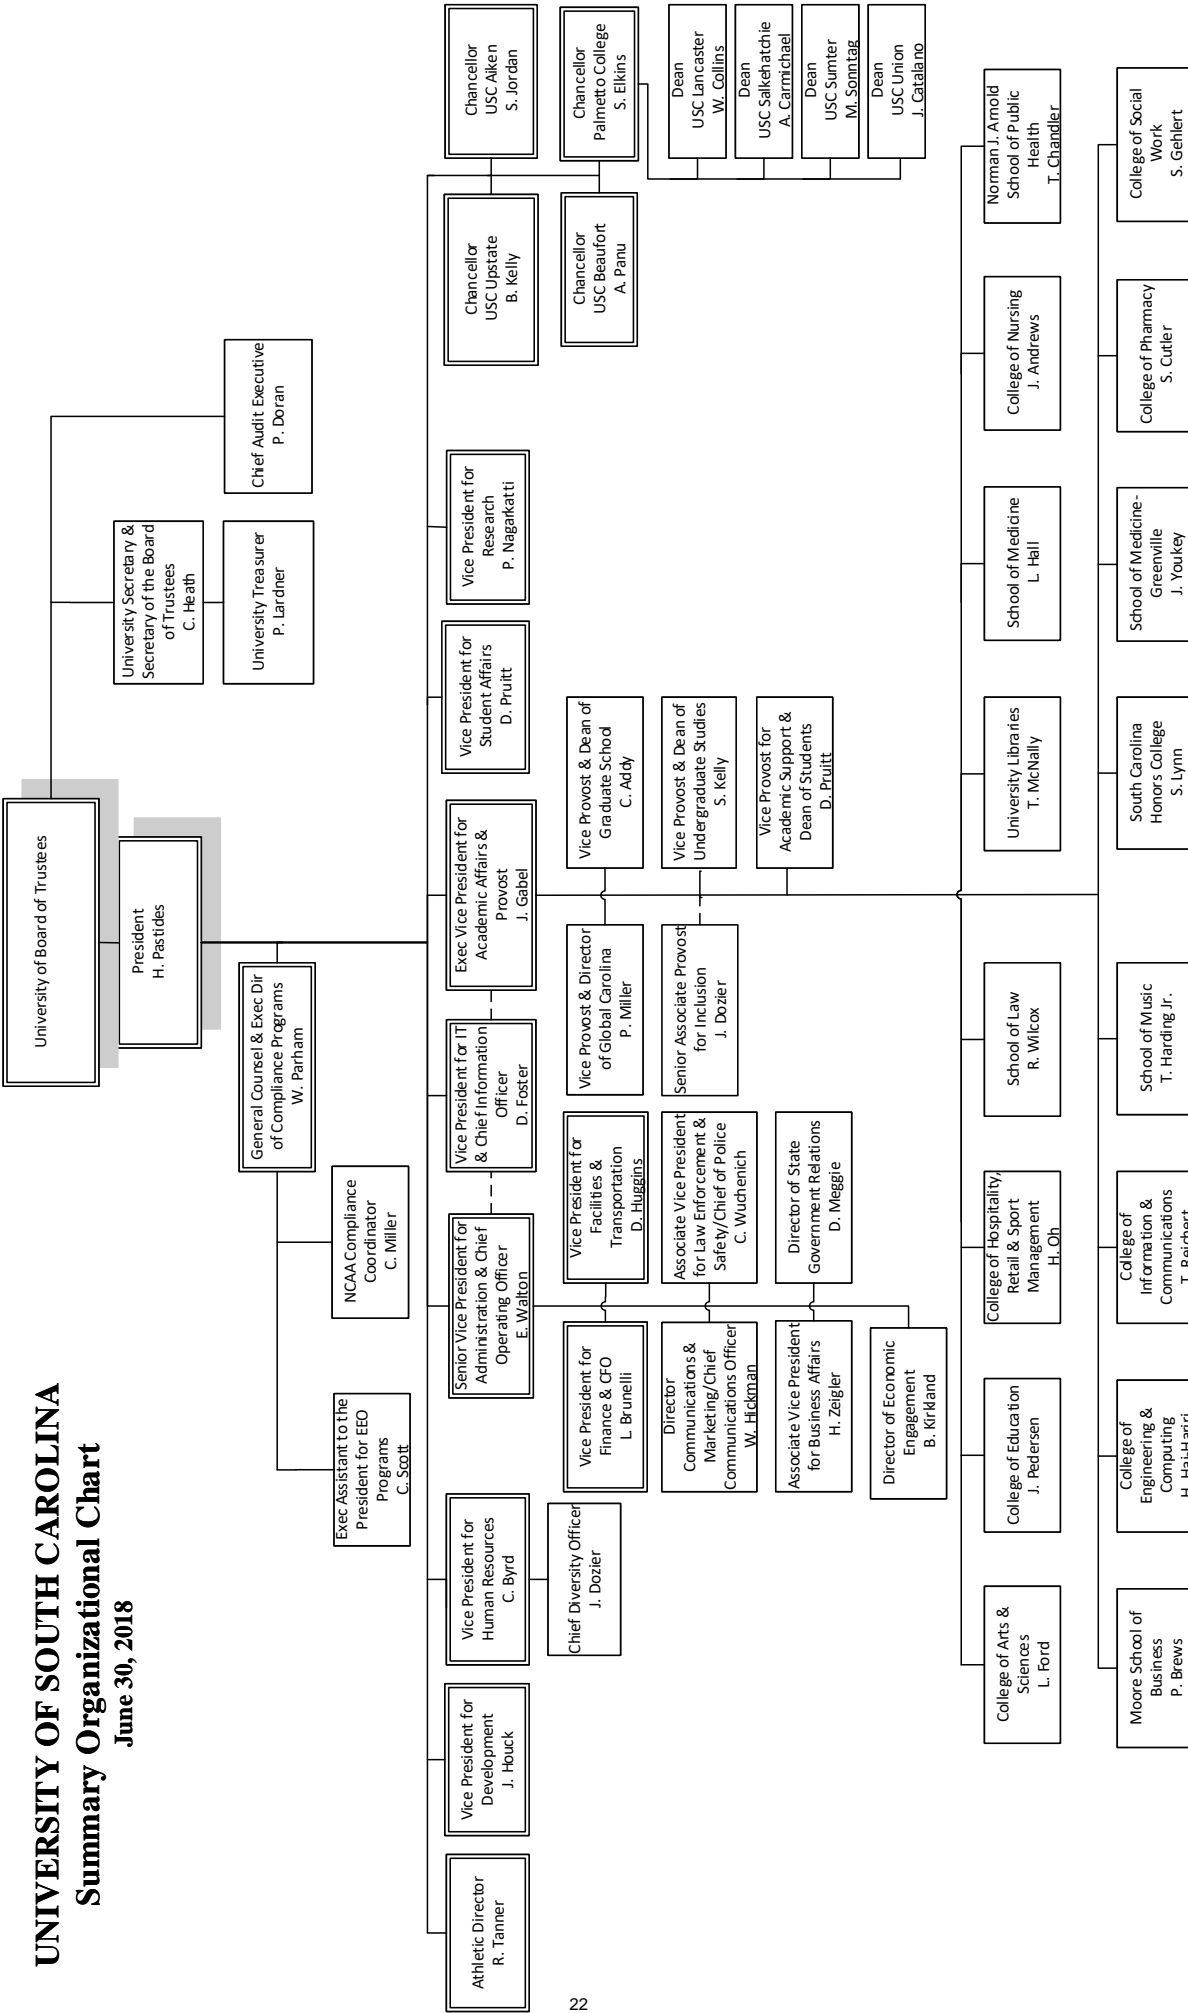 UNIVERSITY OF SOUTH CAROLINA
Summary Organizational Chart
June 30, 2018
University of Board of Trustees
President
H. Pastides
University Secretary &
Secretary of the Board
of Trustees
C. Heath
University Treasurer
P. Lardner
Chief Audit Executive
P. Doran
General Counsel & Exec Dir
of Compliance Programs
W. Parham
Exec Assistant to the
President for EEO
Programs
C. Scott
NCAA Compliance
Coordinator
C. Miller
Athletic Director
R. Tanner
Vice President for
Development
J. Houck
Vice President for
Human Resources
C. Byrd
Chief Diversity Officer
J. Dozier
Senior Vice President for
Administration & Chief
Operating Officer
E. Walton
Vice President for IT
& Chief Information
Officer
D. Foster
Exec Vice President for
Academic Affairs &
Provost
J. Gabel
Vice President for
Student Affairs
D. Pruitt
Vice President for
Research
P. Nagarkatti
Chancellor
USC Upstate
B. Kelly
Chancellor
USC Aiken
S. Jordan
Chancellor
USC Beaufort
A. Panu
Chancellor
Palmetto College
S. Elkins
Dean
USC Lancaster
W. Collins
Dean
USC Salkehatchie
A. Carmichael
Dean
USC Sumter
M. Sonntag
Dean
USC Union
J. Catalano
Vice President for
Finance & CFO
L Brunelli
Vice President for
Facilities &
Transportation
D. Huggins
Director
Communications &
Marketing/Chief
Communications Officer
W. Hickman
Associate Vice President
for Law Enforcement &
Safety/Chief of Police
C. Wuchenich
Associate Vice President
for Business Affairs
H. Zeigler
Director of State
Government Relations
D. Meggie
Director of Economic
Engagement
B. Kirkland
Vice Provost & Director
of Global Carolina
P. Miller
Vice Provost & Dean of
Graduate School
C. Addy
Senior Associate Provost
for Inclusion
J. Dozier
Vice Provost & Dean of
Undergraduate Studies
S. Kelly
Vice Provost for
Academic Support &
Dean of Students
D. Pruitt
College of Arts &
Sciences
L. Ford
College of Education
J. Pedersen
College of Hospitality,
Retail & Sport
Management
H. Oh
School of Law
R. Wilcox
University Libraries
T. McNally
School of Medicine
L. Hall
College of Nursing
J. Andrews
Norman J. Arnold
School of Public
Health
T. Chandler
Moore School of
Business
P. Brews
College of
Engineering &
Computing
H. Haj-Hariri
College of
Information &
Communications
T. Reichert
School of Music
T. Harding Jr.
South Carolina
Honors College
S. Lynn
School of Medicine-
Greenville
J. Youkey
College of Pharmacy
S. Cutler
College of Social
Work
S. Gehlert
22